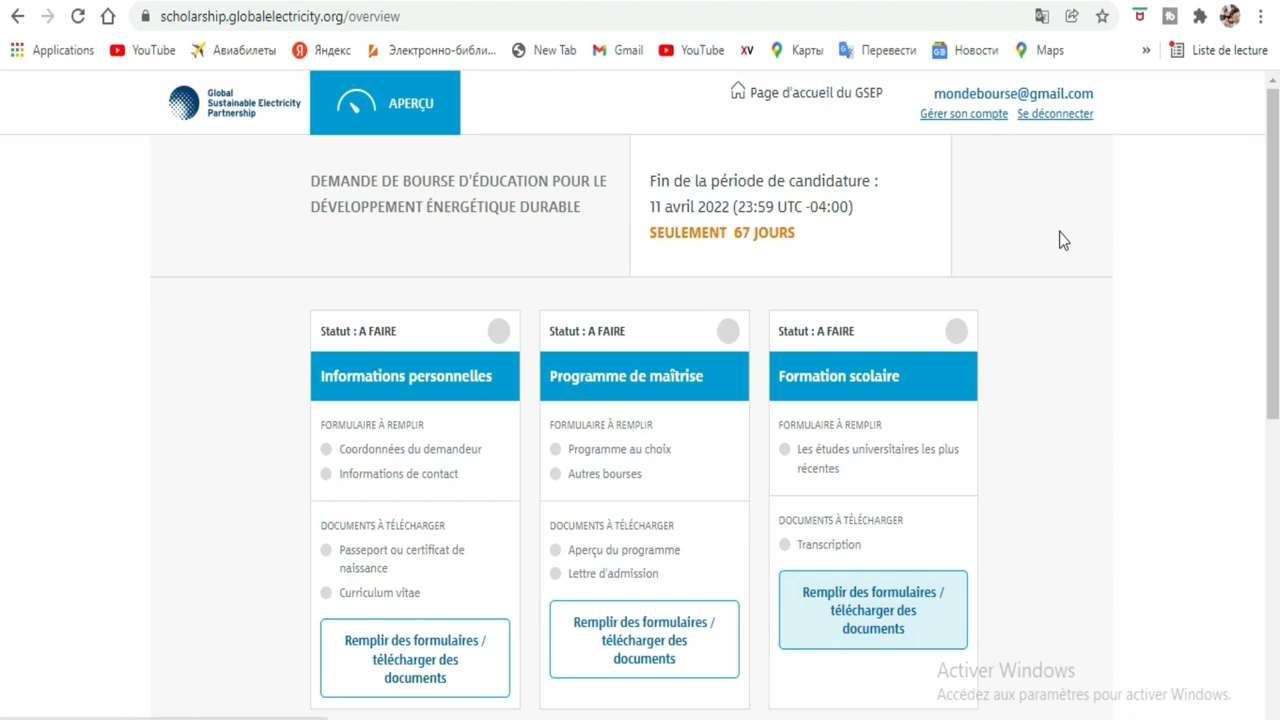 scholarship.globalelectricity.org/overview
Applications
YouTube
Авиабилеты
Яндекс
Электронно-библи...
New Tab
Gmail
YouTube
XV
Карты
Перевести
Новости
Maps
»
Liste de lecture
Global
Sustainable Electricity
Partnership
APERÇU
Page d'accueil du GSEP
mondebourse@gmail.com
Gérer son compte Se déconnecter
DEMANDE DE BOURSE D'ÉDUCATION POUR LE
DÉVELOPPEMENT ÉNERGÉTIQUE DURABLE
Fin de la période de candidature :
11 avril 2022 (23:59 UTC -04:00)
SEULEMENT 67 JOURS
Statut : A FAIRE
Informations personnelles
FORMULAIRE À REMPLIR
Coordonnées du demandeur
Informations de contact
DOCUMENTS À TÉLÉCHARGER
Passeport ou certificat de
naissance
Curriculum vitae
Remplir des formulaires /
télécharger des
documents
Statut : A FAIRE
Programme de maîtrise
FORMULAIRE À REMPLIR
Programme au choix
Autres bourses
DOCUMENTS À TÉLÉCHARGER
Aperçu du programme
Lettre d'admission
Remplir des formulaires /
télécharger des
documents
Statut : A FAIRE
Formation scolaire
FORMULAIRE À REMPLIR
Les études universitaires les plus
récentes
DOCUMENTS À TÉLÉCHARGER
Transcription
Remplir des formulaires /
télécharger des
documents
Activer Windows
Accédez aux paramètres pour activer Windows.